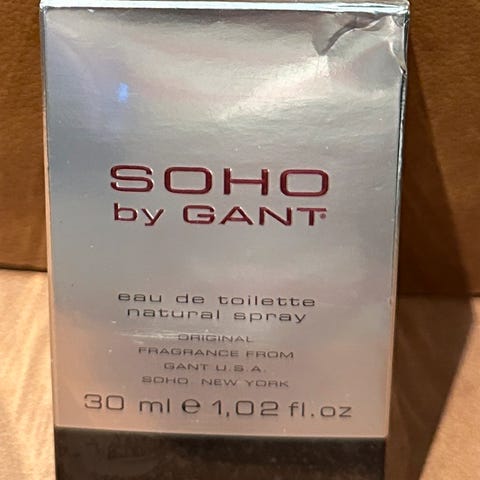 SOHO
by GANT®
eau de toilette
natural spray
ORIGINAL
FRAGRANCE FROM
GANT U.S.A.
SOHO, NEW YORK
30 ml e 1,02 fl.oz